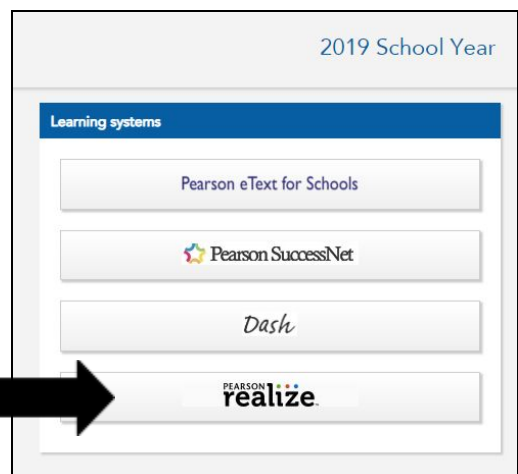 2019 School Year
Learning systems
Pearson eText for Schools
Pearson SuccessNet
Dash
PEARSON
realize.